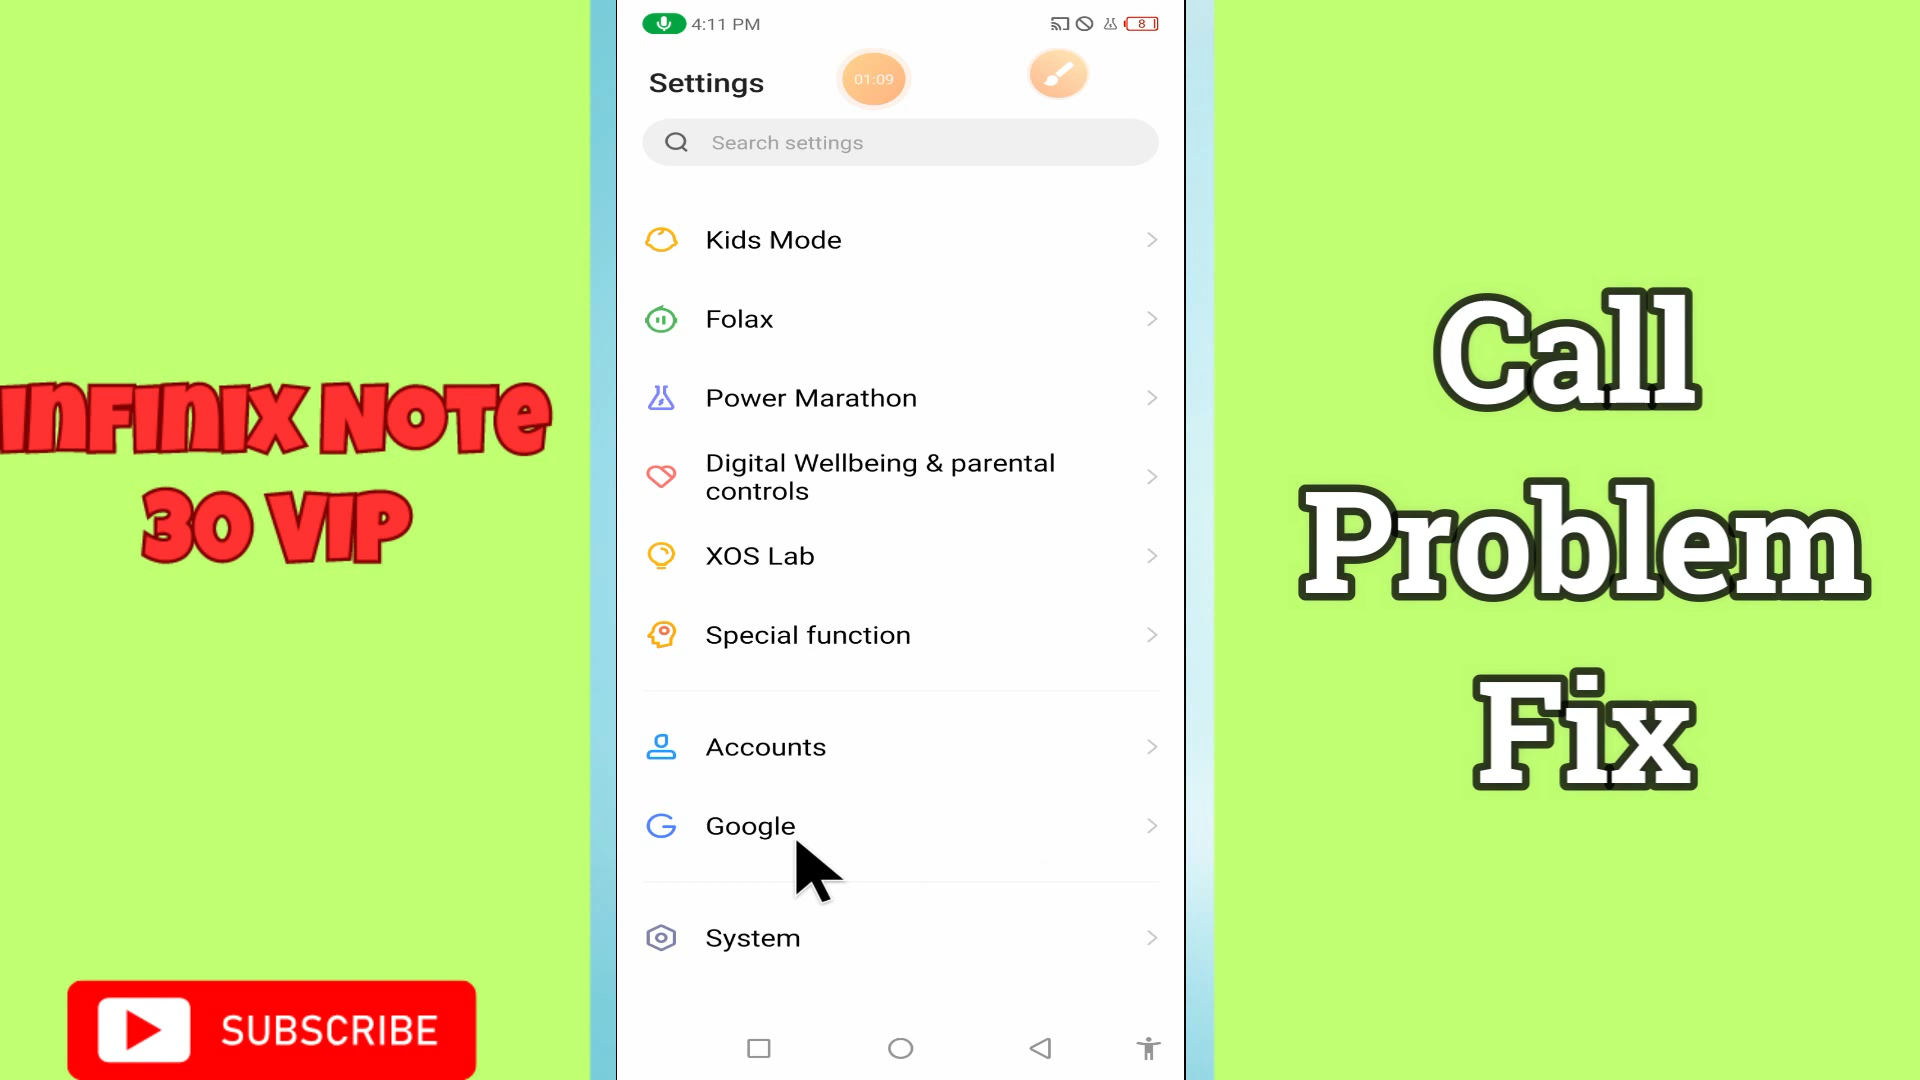 4:11 PM
8
Settings
01:09
Search settings
Kids Mode
Folax
Power Marathon
Digital Wellbeing & parental
controls
XOS Lab
Special function
Accounts
Google
System
INFINIX NOTE
30 VIP
SUBSCRIBE
Call
Problem
Fix